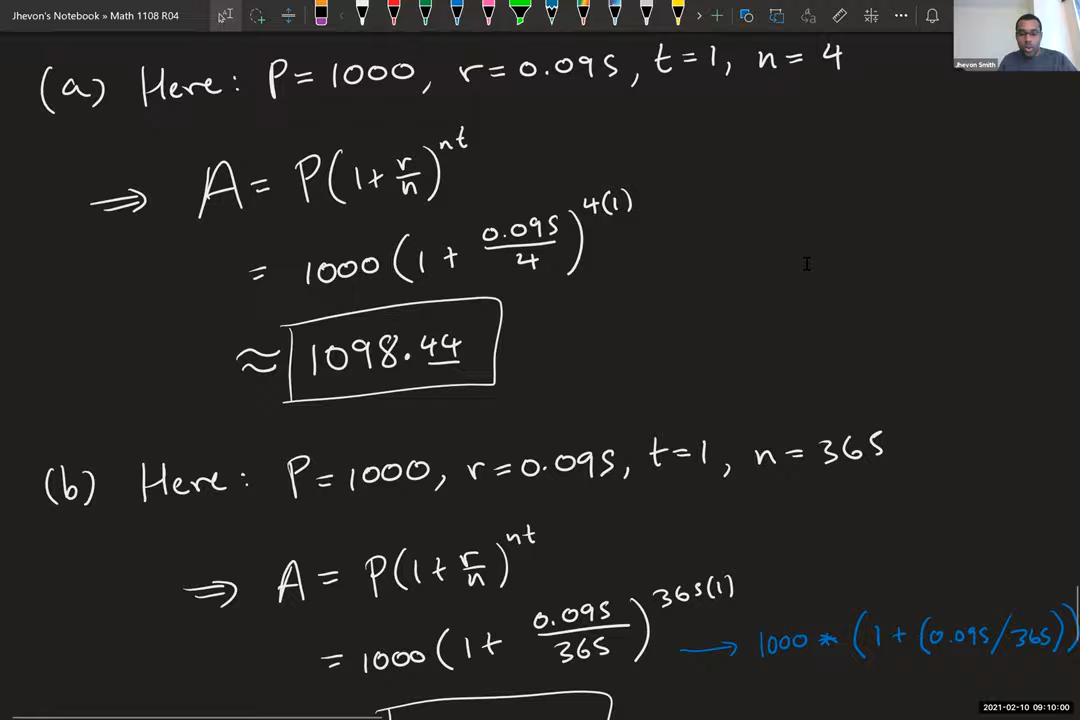 Jhevon's Notebook » Math 1108 R04
Jhevon Smith
(a) Here: P = 1000, r = 0.095, t = 1, n = 4
⟹ A = P(1 + r/n)^nt
= 1000 (1 + 0.095/4)^4(1)
≈ 1098.44
(b) Here: P = 1000, r = 0.095, t = 1, n = 365
⟹ A = P(1 + r/n)^nt
= 1000 (1 + 0.095/365)^365(1) → 1000 * (1 + (0.095/365))
2021-02-10 09:10:00